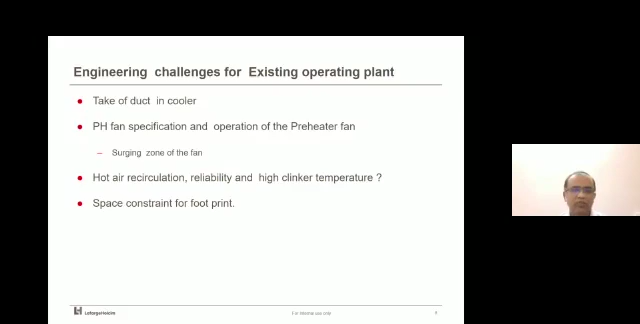 Engineering challenges for Existing operating plant
Take of duct in cooler
PH fan specification and operation of the Preheater fan
Surging zone of the fan
Hot air recirculation, reliability and high clinker temperature ?
Space constraint for foot print.
LafargeHolcim
For internal use only